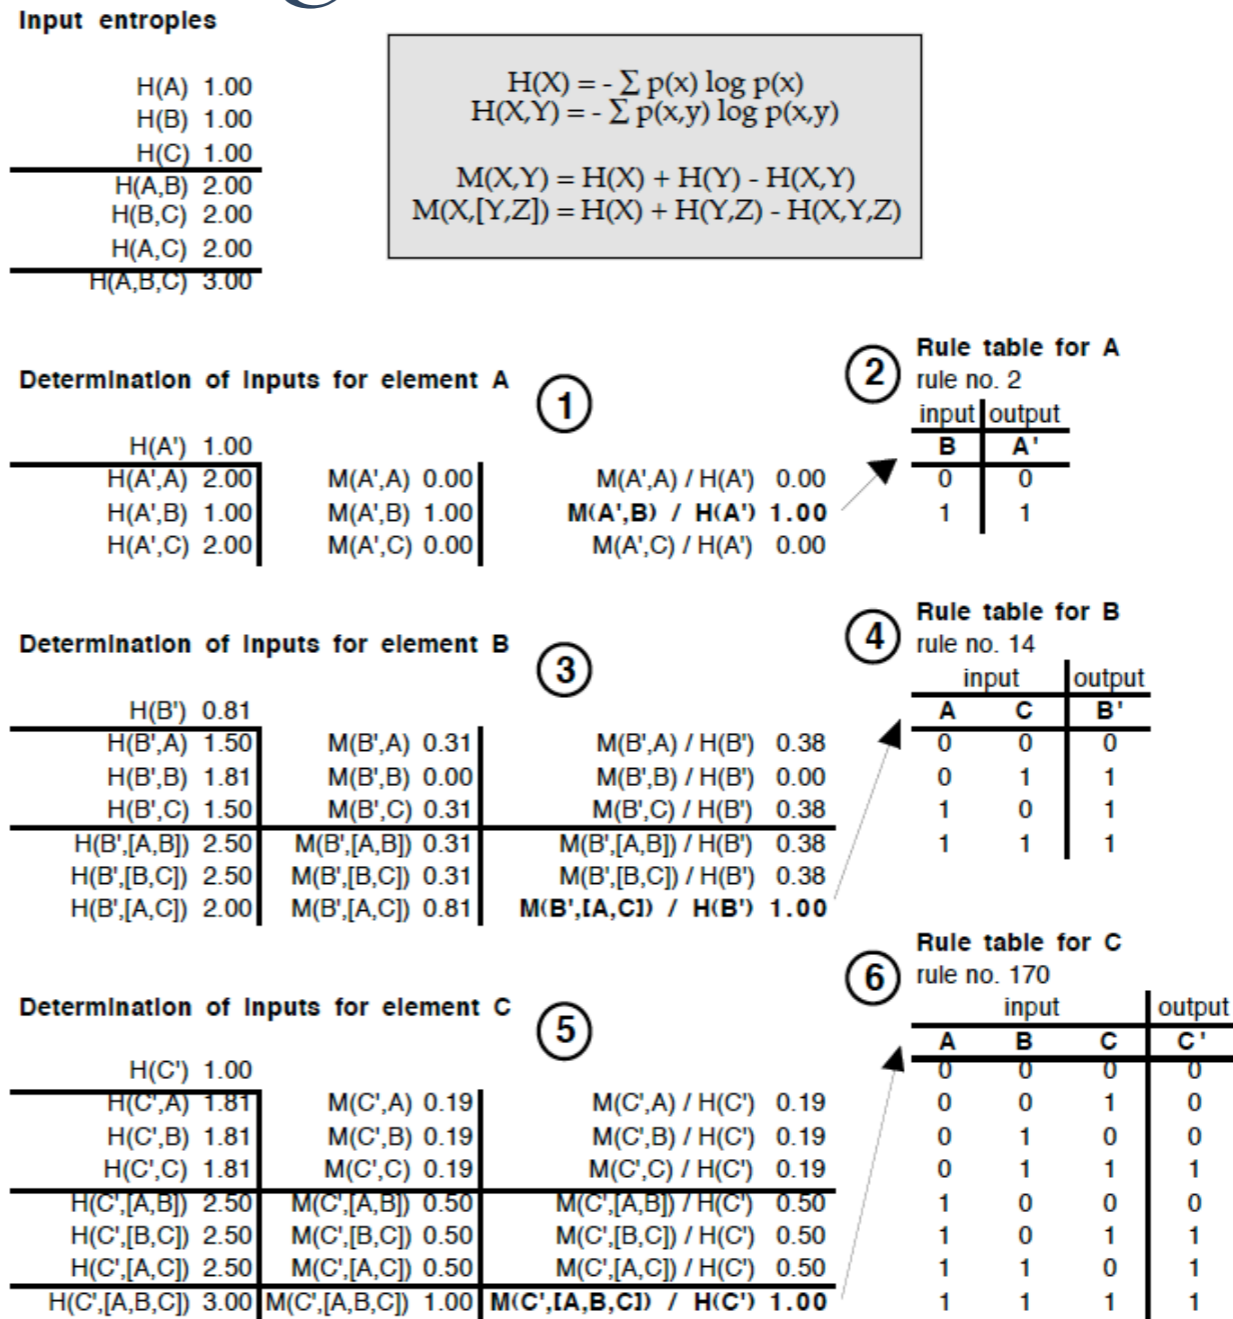 Input entropies
H(A) 1.00
H(B) 1.00
H(C) 1.00
H(A,B) 2.00
H(B,C) 2.00
H(A,C) 2.00
H(A,B,C) 3.00
H(X) = - ∑ p(x) log p(x)
H(X,Y) = - ∑ p(x,y) log p(x,y)
M(X,Y) = H(X) + H(Y) - H(X,Y)
M(X,[Y,Z]) = H(X) + H(Y,Z) - H(X,Y,Z)
Determination of inputs for element A
1
H(A') 1.00
H(A',A) 2.00 M(A',A) 0.00 M(A',A) / H(A') 0.00
H(A',B) 1.00 M(A',B) 1.00 M(A',B) / H(A') 1.00
H(A',C) 2.00 M(A',C) 0.00 M(A',C) / H(A') 0.00
2
Rule table for A
rule no. 2
input output
B A'
0 0
1 1
Determination of inputs for element B
3
H(B') 0.81
H(B',A) 1.50 M(B',A) 0.31 M(B',A) / H(B') 0.38
H(B',B) 1.81 M(B',B) 0.00 M(B',B) / H(B') 0.00
H(B',C) 1.50 M(B',C) 0.31 M(B',C) / H(B') 0.38
H(B',[A,B]) 2.50 M(B',[A,B]) 0.31 M(B',[A,B]) / H(B') 0.38
H(B',[B,C]) 2.50 M(B',[B,C]) 0.31 M(B',[B,C]) / H(B') 0.38
H(B',[A,C]) 2.00 M(B',[A,C]) 0.81 M(B',[A,C]) / H(B') 1.00
4
Rule table for B
rule no. 14
input output
A C B'
0 0 0
0 1 1
1 0 1
1 1 1
Determination of inputs for element C
5
H(C') 1.00
H(C',A) 1.81 M(C',A) 0.19 M(C',A) / H(C') 0.19
H(C',B) 1.81 M(C',B) 0.19 M(C',B) / H(C') 0.19
H(C',C) 1.81 M(C',C) 0.19 M(C',C) / H(C') 0.19
H(C',[A,B]) 2.50 M(C',[A,B]) 0.50 M(C',[A,B]) / H(C') 0.50
H(C',[B,C]) 2.50 M(C',[B,C]) 0.50 M(C',[B,C]) / H(C') 0.50
H(C',[A,C]) 2.50 M(C',[A,C]) 0.50 M(C',[A,C]) / H(C') 0.50
H(C',[A,B,C]) 3.00 M(C',[A,B,C]) 1.00 M(C',[A,B,C]) / H(C') 1.00
6
Rule table for C
rule no. 170
input output
A B C C'
0 0 0 0
0 0 1 0
0 1 0 0
0 1 1 1
1 0 0 0
1 0 1 1
1 1 0 1
1 1 1 1